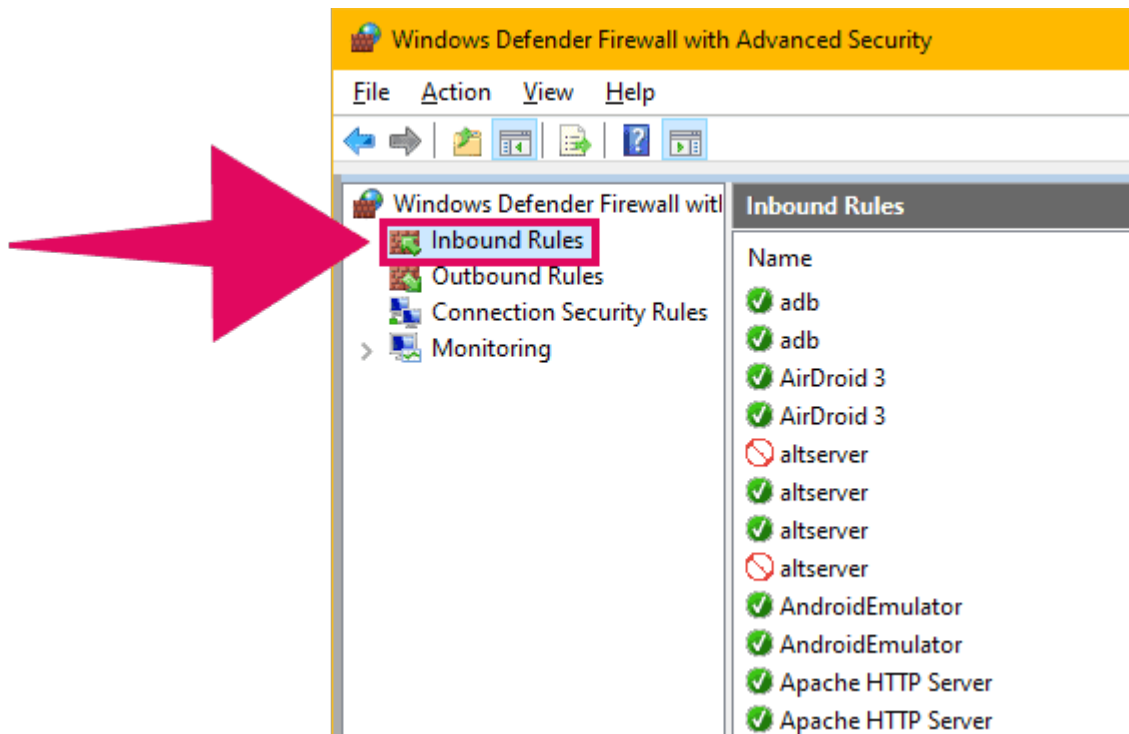 Windows Defender Firewall with Advanced Security
File Action View Help
Windows Defender Firewall with
Inbound Rules
Outbound Rules
Connection Security Rules
Monitoring
Inbound Rules
Name
adb
adb
AirDroid 3
AirDroid 3
altserver
altserver
altserver
altserver
AndroidEmulator
AndroidEmulator
Apache HTTP Server
Apache HTTP Server